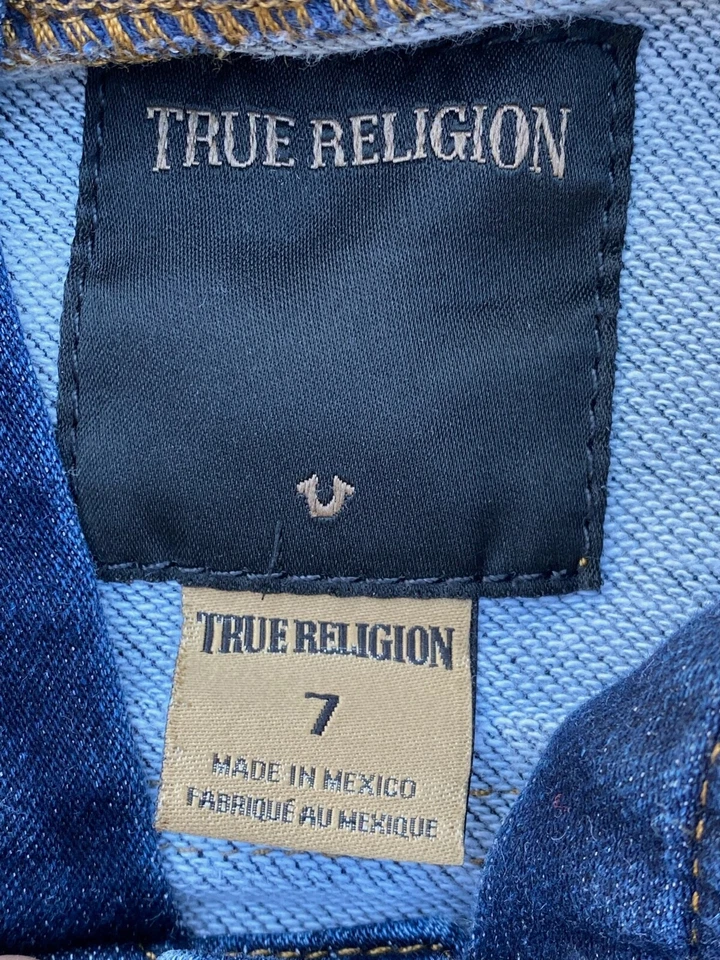 TRUE RELIGION
TRUE RELIGION
7
MADE IN MEXICO
FABRIQUÉ AU MEXIQUE